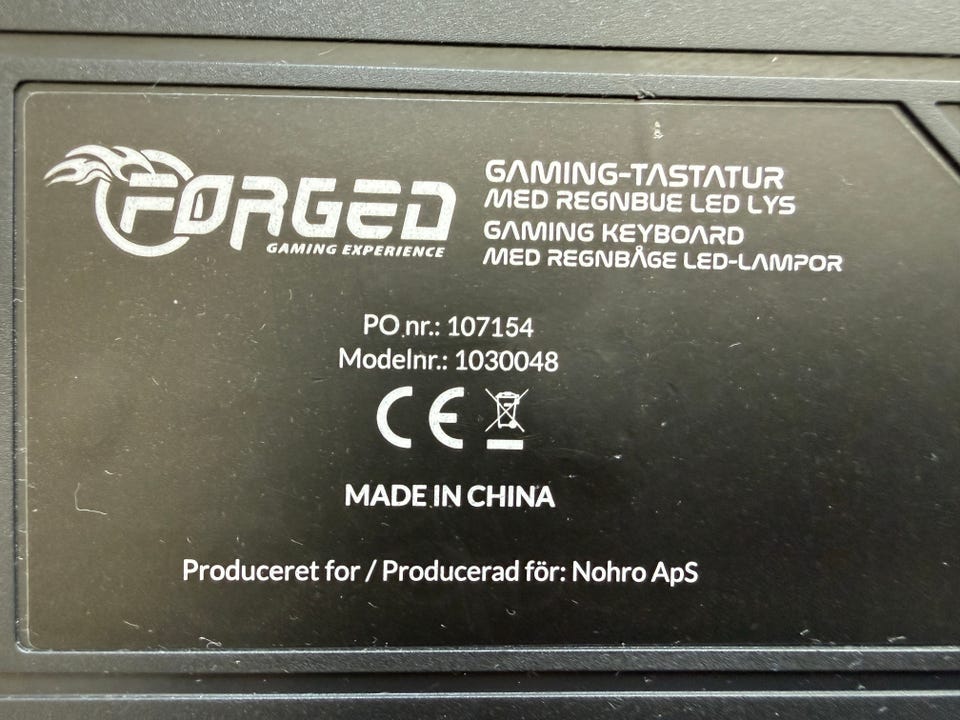 FORGED
GAMING EXPERIENCE
GAMING-TASTATUR
MED REGNBUE LED LYS
GAMING KEYBOARD
MED REGNBÅGE LED-LAMPOR
PO nr.: 107154
Modelnr.: 1030048
CE
MADE IN CHINA
Produceret for / Producerad för: Nohro ApS